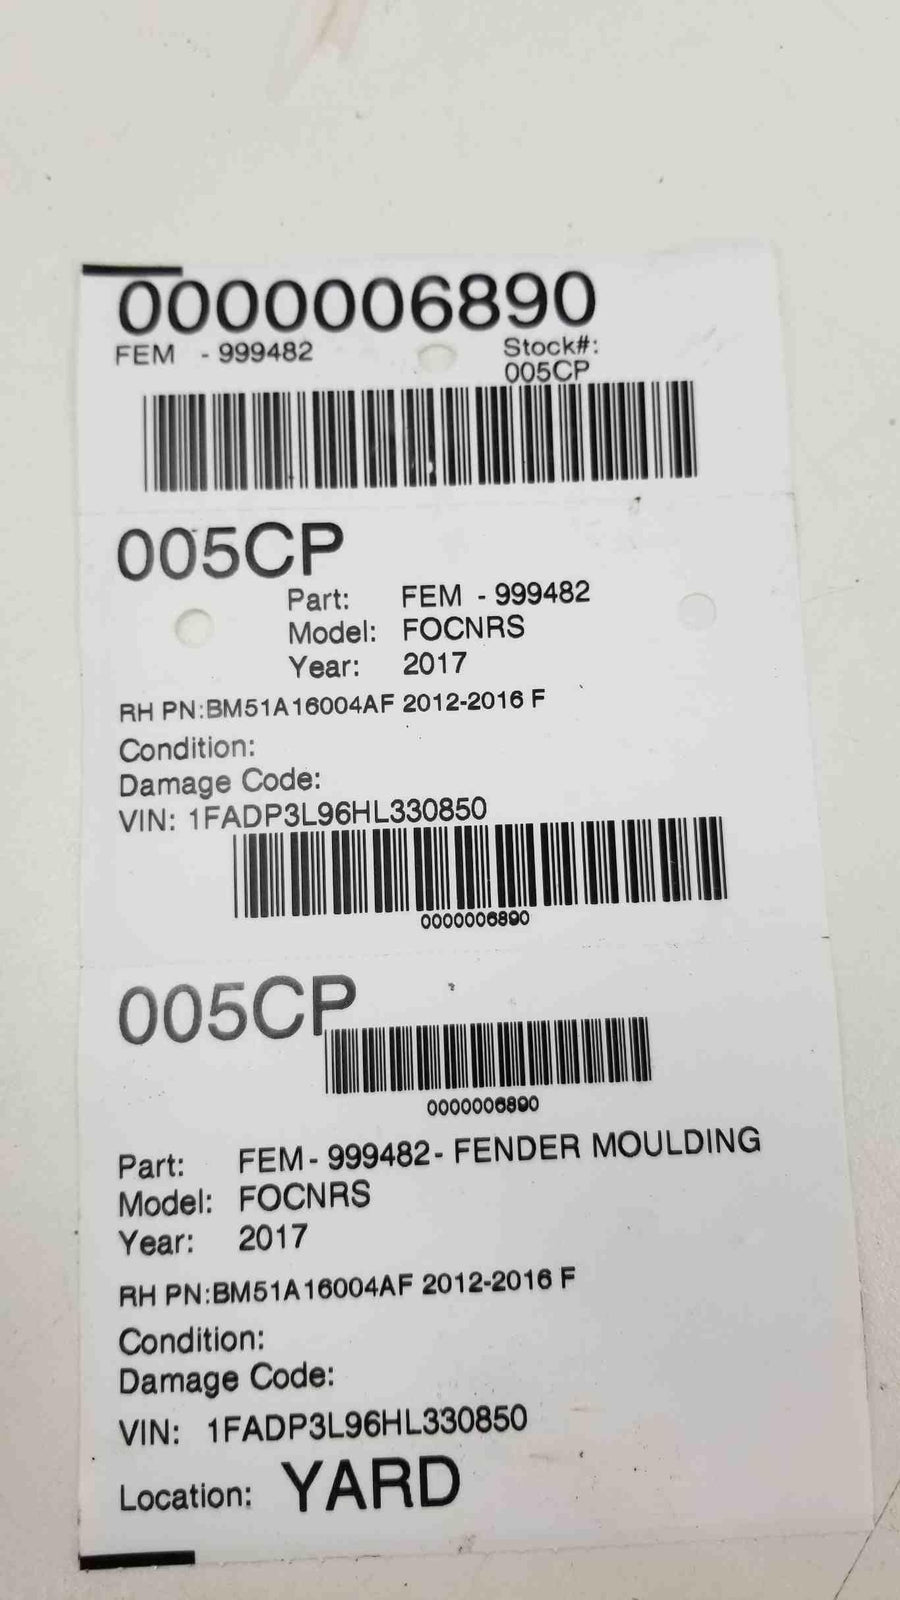 0000006890
FEM - 999482
Stock#:
005CP
005CP
Part: FEM - 999482
Model: FOCNRS
Year: 2017
RH PN:BM51A16004AF 2012-2016 F
Condition:
Damage Code:
VIN: 1FADP3L96HL330850
0000006890
005CP
0000006890
Part: FEM - 999482 - FENDER MOULDING
Model: FOCNRS
Year: 2017
RH PN:BM51A16004AF 2012-2016 F
Condition:
Damage Code:
VIN: 1FADP3L96HL330850
Location: YARD